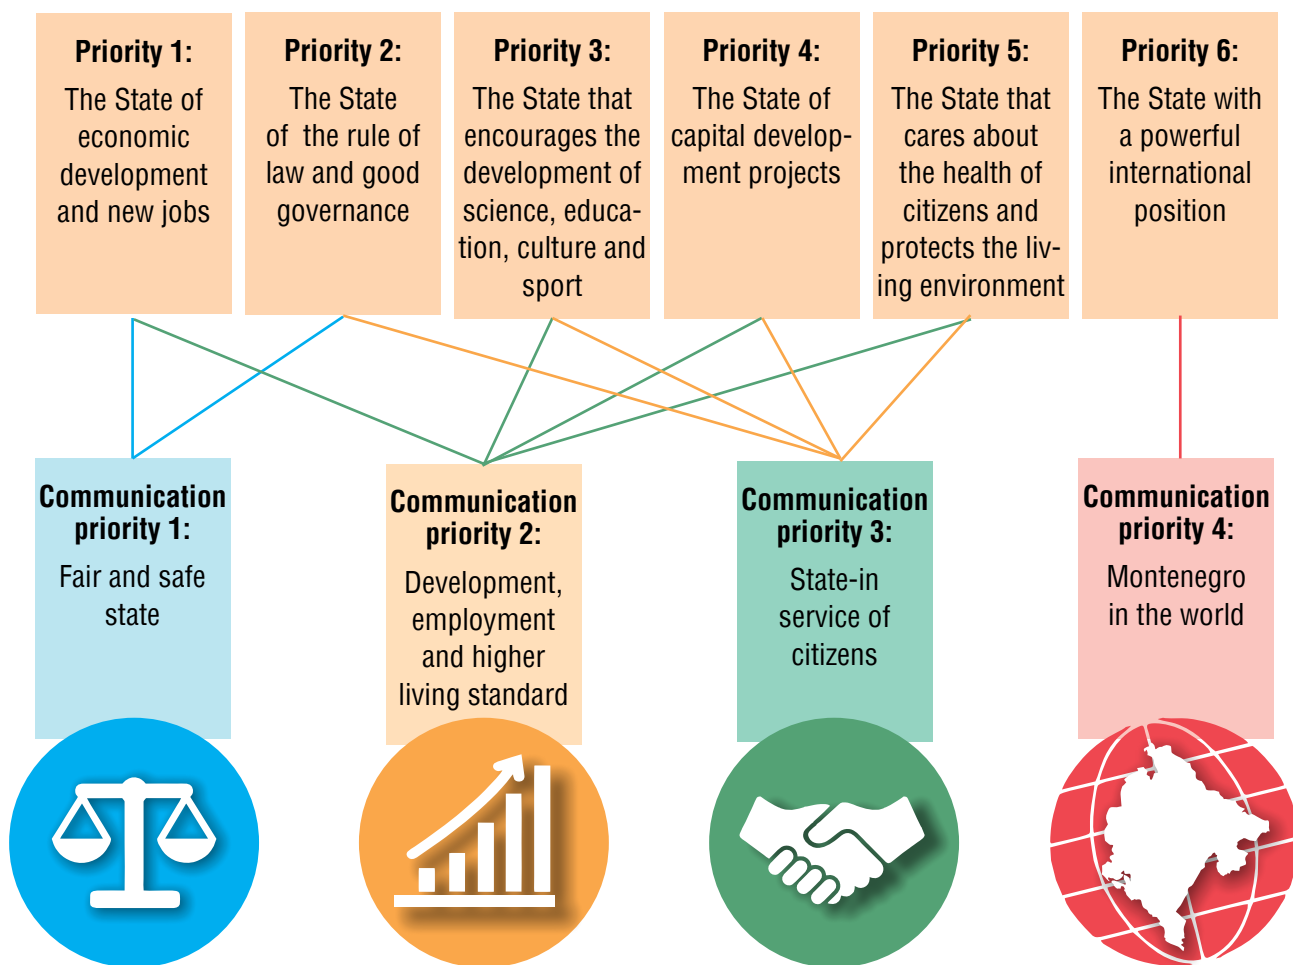 Priority 1:
The State of
economic
development
and new jobs
Priority 2:
The State
of the rule of
law and good
governance
Priority 3:
The State that
encourages the
development of
science, educa-
tion, culture and
sport
Priority 4:
The State of
capital develop-
ment projects
Priority 5:
The State that
cares about
the health of
citizens and
protects the liv-
ing environment
Priority 6:
The State with
a powerful
international
position
Communication
priority 1:
Fair and safe
state
Communication
priority 2:
Development,
employment
and higher
living standard
Communication
priority 3:
State-in
service of
citizens
Communication
priority 4:
Montenegro
in the world